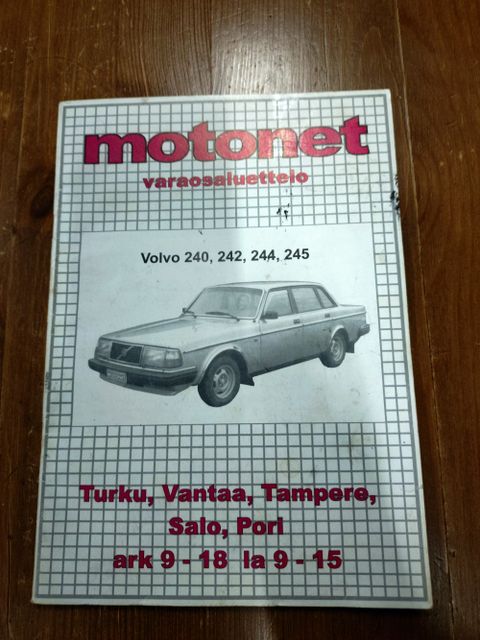 motonet
varaosaluettelo
Volvo 240, 242, 244, 245
Turku, Vantaa, Tampere,
Salo, Pori
ark 9 - 18 la 9 - 15